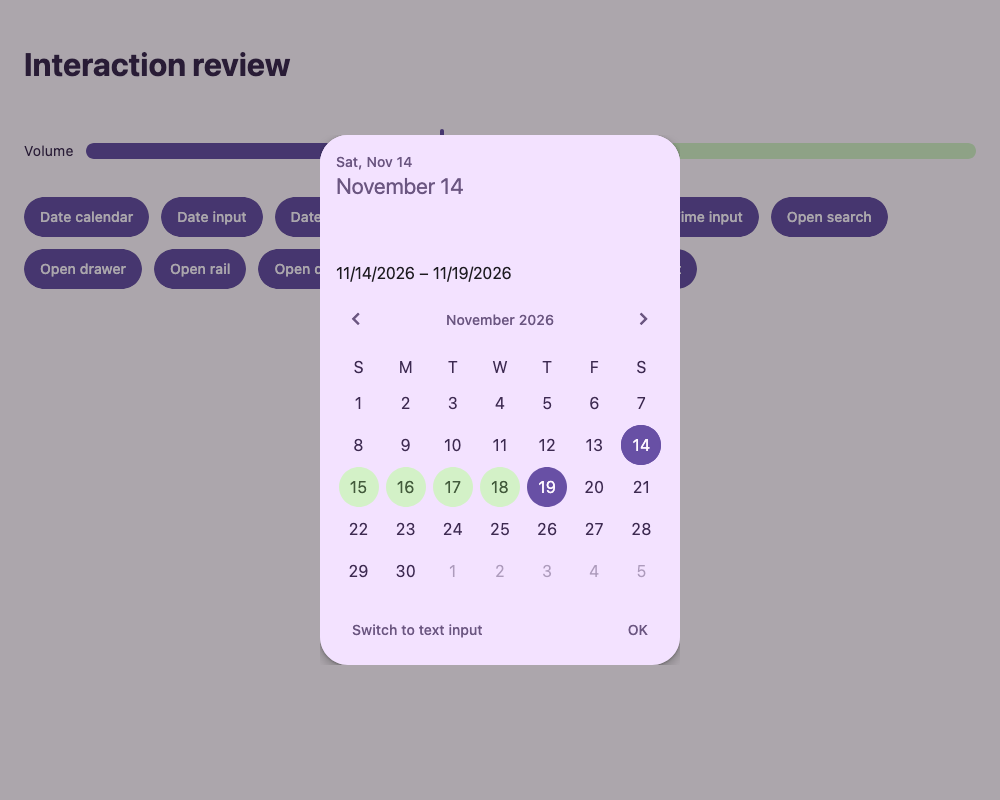 Interaction review
Volume
Date calendar Date input Date ime input Open search
Open drawer Open rail Open
Sat, Nov 14
November 14
11/14/2026 – 11/19/2026
November 2026
S M T W T F S
1 2 3 4 5 6 7
8 9 10 11 12 13 14
15 16 17 18 19 20 21
22 23 24 25 26 27 28
29 30 1 2 3 4 5
Switch to text input OK